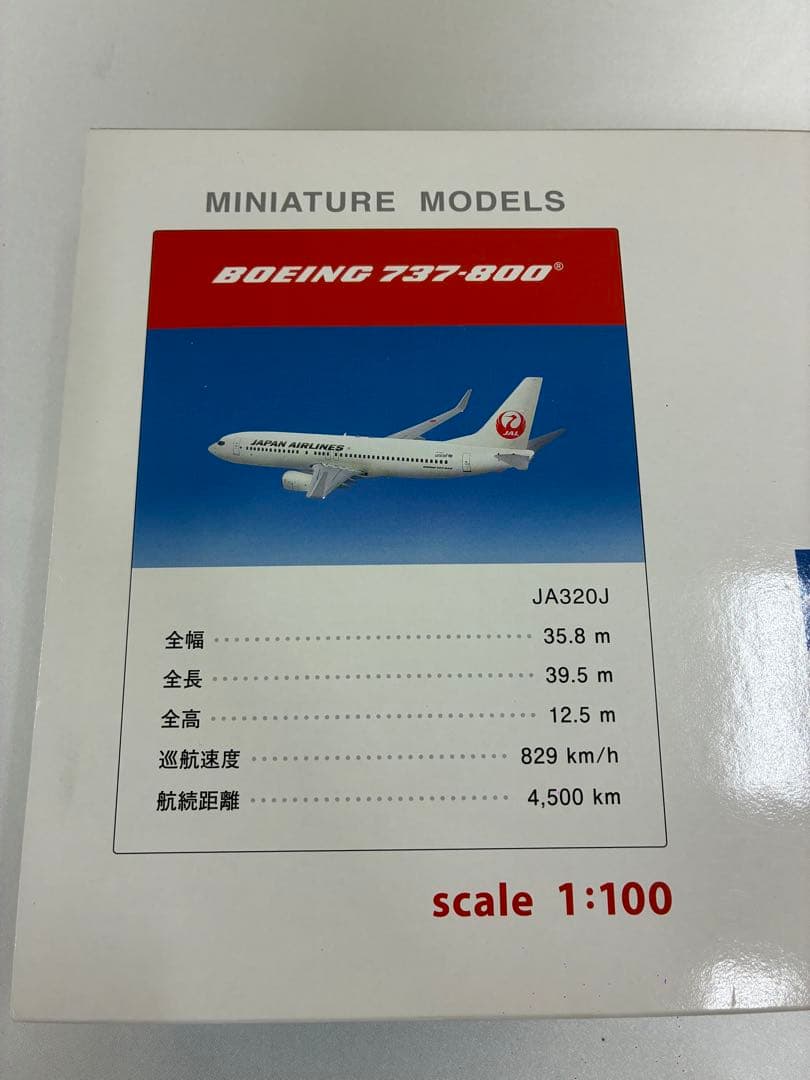 MINIATURE MODELS
BOEING 737-800®
JAPAN AIRLINES
JAL
JA320J
全幅 35.8 m
全長 39.5 m
全高 12.5 m
巡航速度 829 km/h
航続距離 4,500 km
scale 1:100